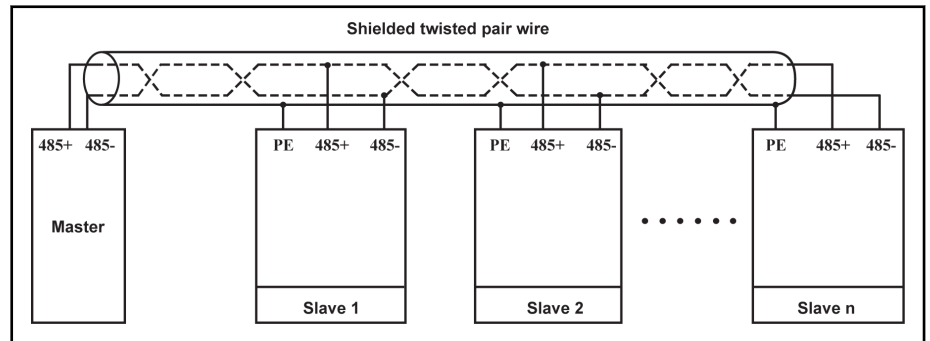 Shielded twisted pair wire
485+ 485- PE 485+ 485- PE 485+ 485- PE 485+ 485-
Master
Slave 1 Slave 2 Slave n